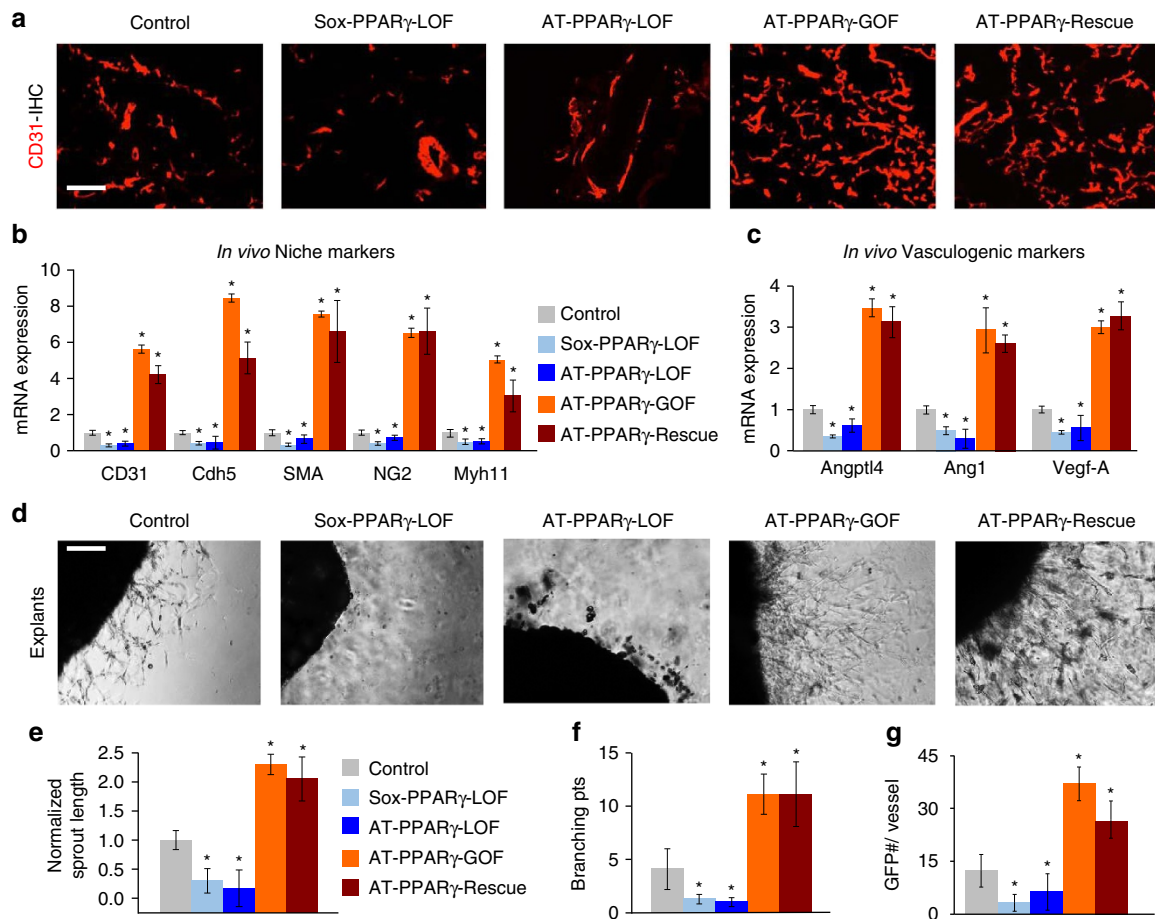 a
Control Sox-PPARγ-LOF AT-PPARγ-LOF AT-PPARγ-GOF AT-PPARγ-Rescue
CD31-IHC
b
In vivo Niche markers
mRNA expression
10
8
6
4
2
0
* * * * * * * * * * * * * * * * * * * *
CD31 Cdh5 SMA NG2 Myh11
Control
Sox-PPARγ-LOF
AT-PPARγ-LOF
AT-PPARγ-GOF
AT-PPARγ-Rescue
c
In vivo Vasculogenic markers
mRNA expression
4
3
2
1
0
* * * * * * * * * * * *
Angptl4 Ang1 Vegf-A
d
Control Sox-PPARγ-LOF AT-PPARγ-LOF AT-PPARγ-GOF AT-PPARγ-Rescue
Explants
e
Normalized
sprout length
2.5
2.0
1.5
1.0
0.5
0.0
* * * *
Control
Sox-PPARγ-LOF
AT-PPARγ-LOF
AT-PPARγ-GOF
AT-PPARγ-Rescue
f
Branching pts
15
10
5
0
* * * *
g
GFP#/ vessel
45
30
15
0
* * * *